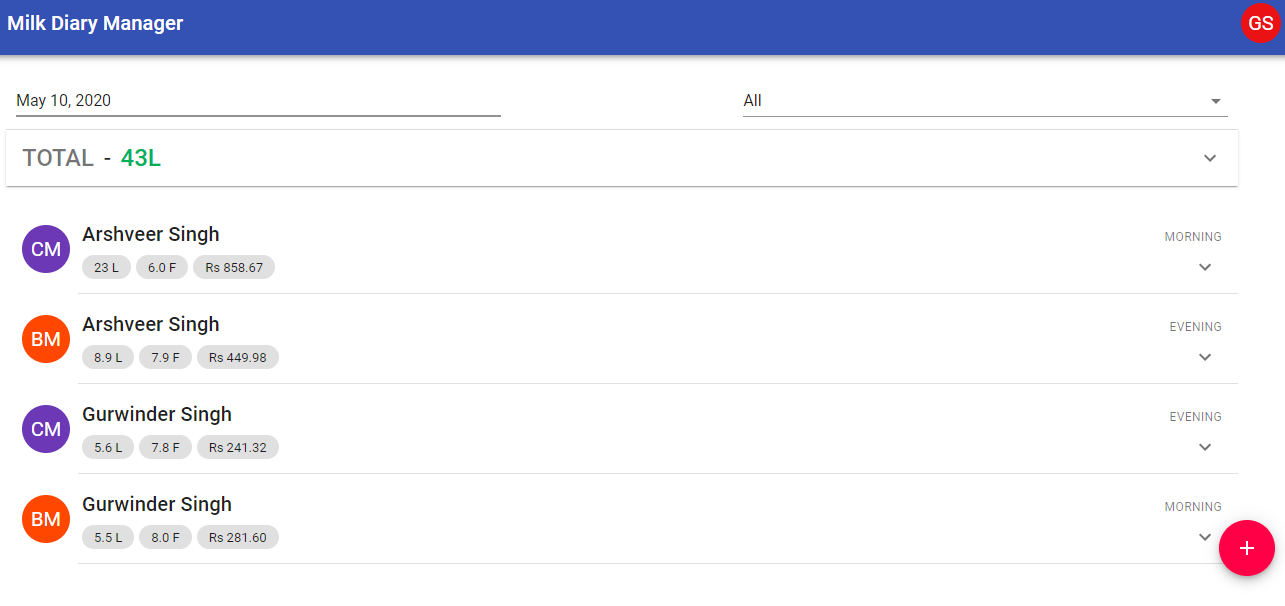 Milk Diary Manager GS
May 10, 2020 All
TOTAL - 43L
CM Arshveer Singh MORNING
23 L 6.0 F Rs 858.67
BM Arshveer Singh EVENING
8.9 L 7.9 F Rs 449.98
CM Gurwinder Singh EVENING
5.6 L 7.8 F Rs 241.32
BM Gurwinder Singh MORNING
5.5 L 8.0 F Rs 281.60
+